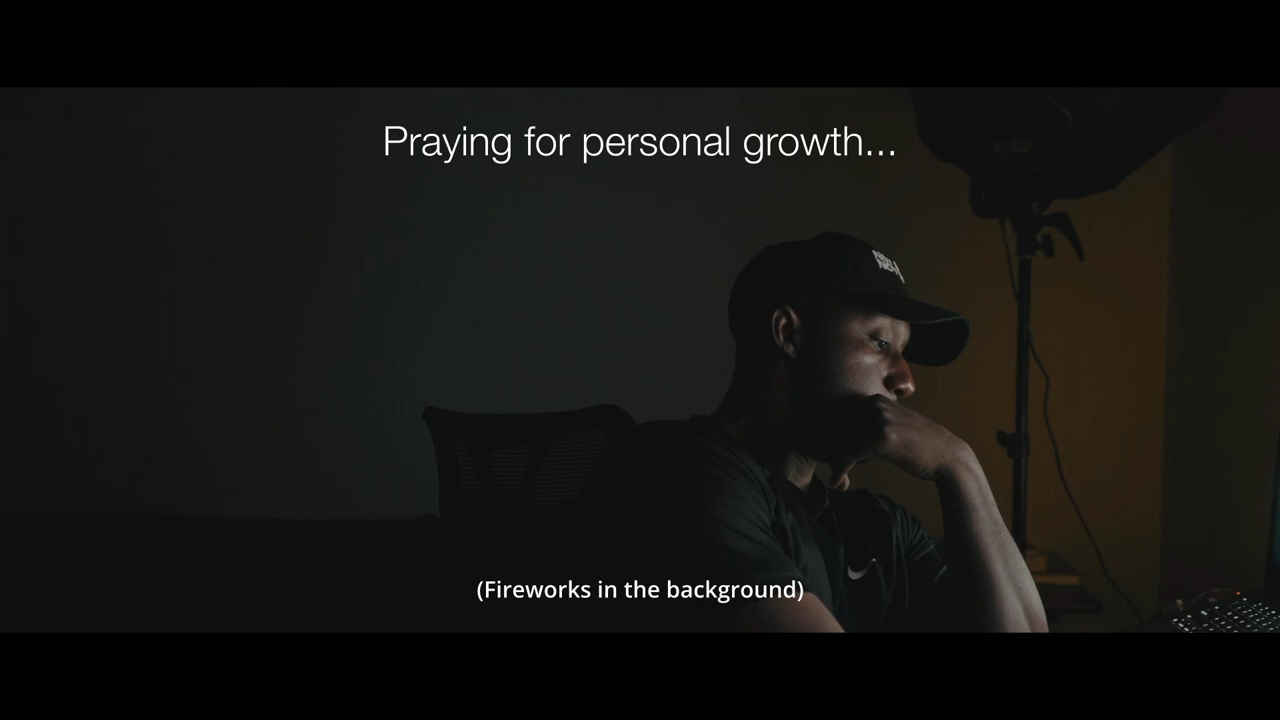 Praying for personal growth...
(Fireworks in the background)